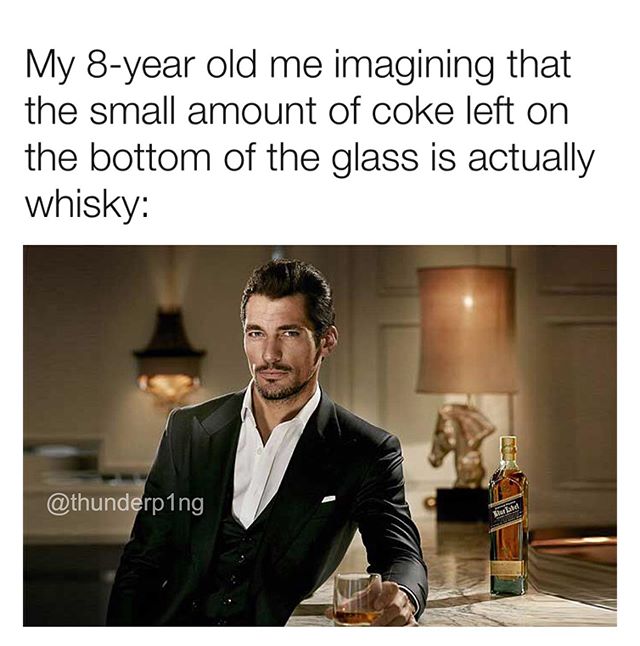 My 8-year old me imagining that
the small amount of coke left on
the bottom of the glass is actually
whisky:
@thunderp1ng
Blue Label